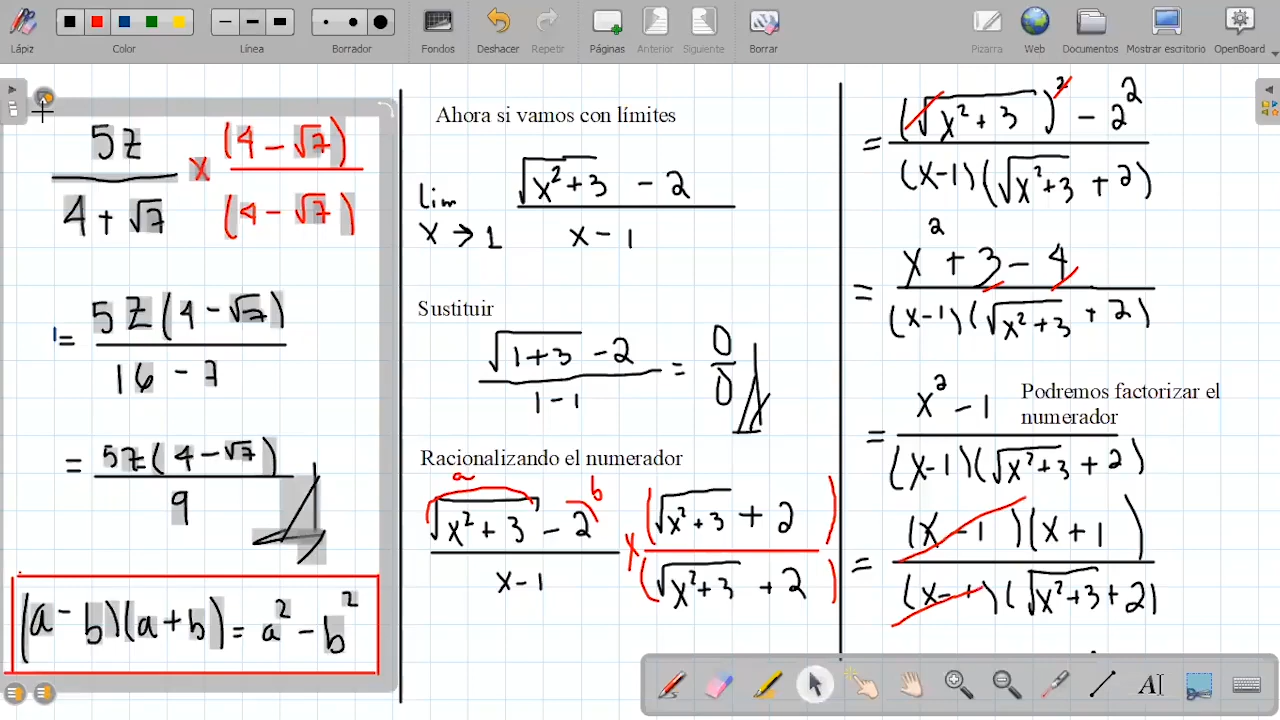 Lápiz
Color
Línea
Borrador
Fondos
Deshacer
Repetir
Páginas
Anterior
Siguiente
Borrar
Pizarra
Web
Documentos
Mostrar escritorio
OpenBoard
5z / (4 + √7) x (4 - √7) / (4 - √7)
= 5z(4 - √7) / (16 - 7)
= 5z(4 - √7) / 9
(a - b)(a + b) = a² - b²
Ahora si vamos con límites
lim x → 1 (√(x² + 3) - 2) / (x - 1)
Sustituir
(√(1 + 3) - 2) / (1 - 1) = 0/0
Racionalizando el numerador
a b
(√(x² + 3) - 2) / (x - 1) x (√(x² + 3) + 2) / (√(x² + 3) + 2)
= ((√(x² + 3))² - 2²) / ((x - 1)(√(x² + 3) + 2))
= (x² + 3 - 4) / ((x - 1)(√(x² + 3) + 2))
= (x² - 1) / ((x - 1)(√(x² + 3) + 2))
Podremos factorizar el
numerador
= (x - 1)(x + 1) / ((x - 1)(√(x² + 3) + 2))